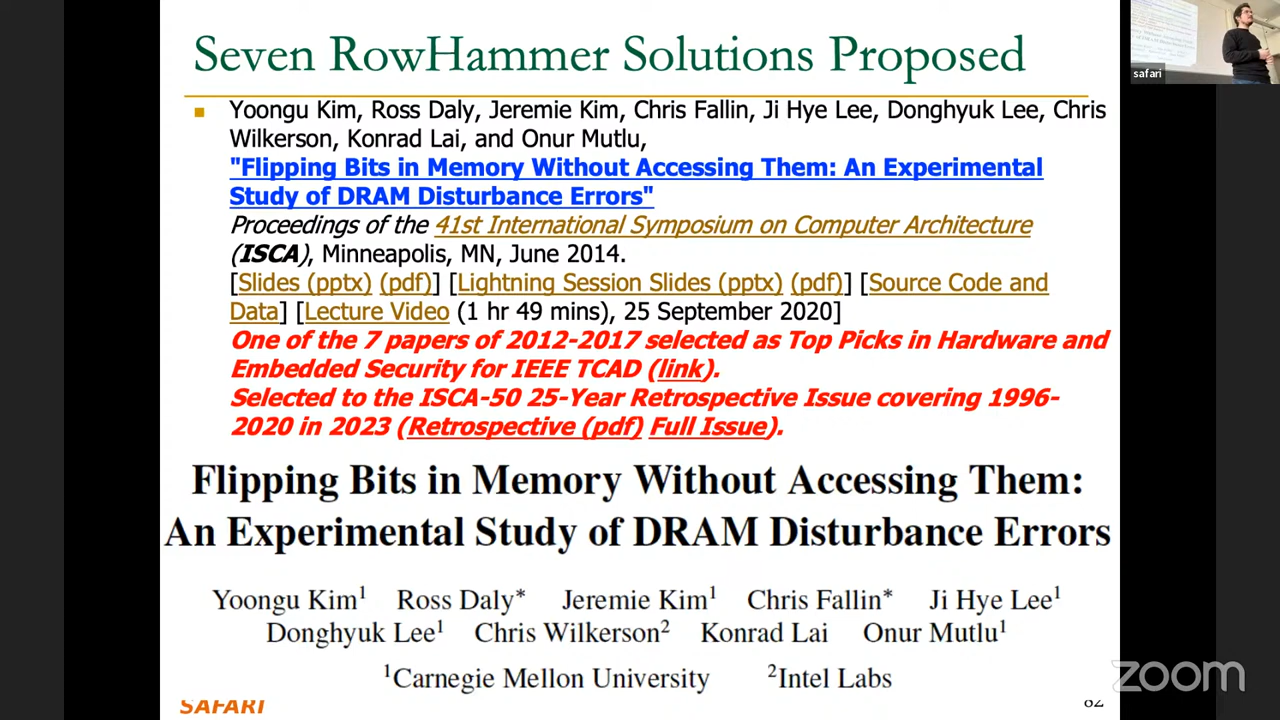 Seven RowHammer Solutions Proposed
Yoongu Kim, Ross Daly, Jeremie Kim, Chris Fallin, Ji Hye Lee, Donghyuk Lee, Chris
Wilkerson, Konrad Lai, and Onur Mutlu,
"Flipping Bits in Memory Without Accessing Them: An Experimental
Study of DRAM Disturbance Errors"
Proceedings of the 41st International Symposium on Computer Architecture
(ISCA), Minneapolis, MN, June 2014.
[Slides (pptx) (pdf)] [Lightning Session Slides (pptx) (pdf)] [Source Code and
Data] [Lecture Video (1 hr 49 mins), 25 September 2020]
One of the 7 papers of 2012-2017 selected as Top Picks in Hardware and
Embedded Security for IEEE TCAD (link).
Selected to the ISCA-50 25-Year Retrospective Issue covering 1996-
2020 in 2023 (Retrospective (pdf) Full Issue).
Flipping Bits in Memory Without Accessing Them:
An Experimental Study of DRAM Disturbance Errors
Yoongu Kim¹ Ross Daly* Jeremie Kim¹ Chris Fallin* Ji Hye Lee¹
Donghyuk Lee¹ Chris Wilkerson² Konrad Lai Onur Mutlu¹
¹Carnegie Mellon University ²Intel Labs
SAFARI
82
safari
zoom